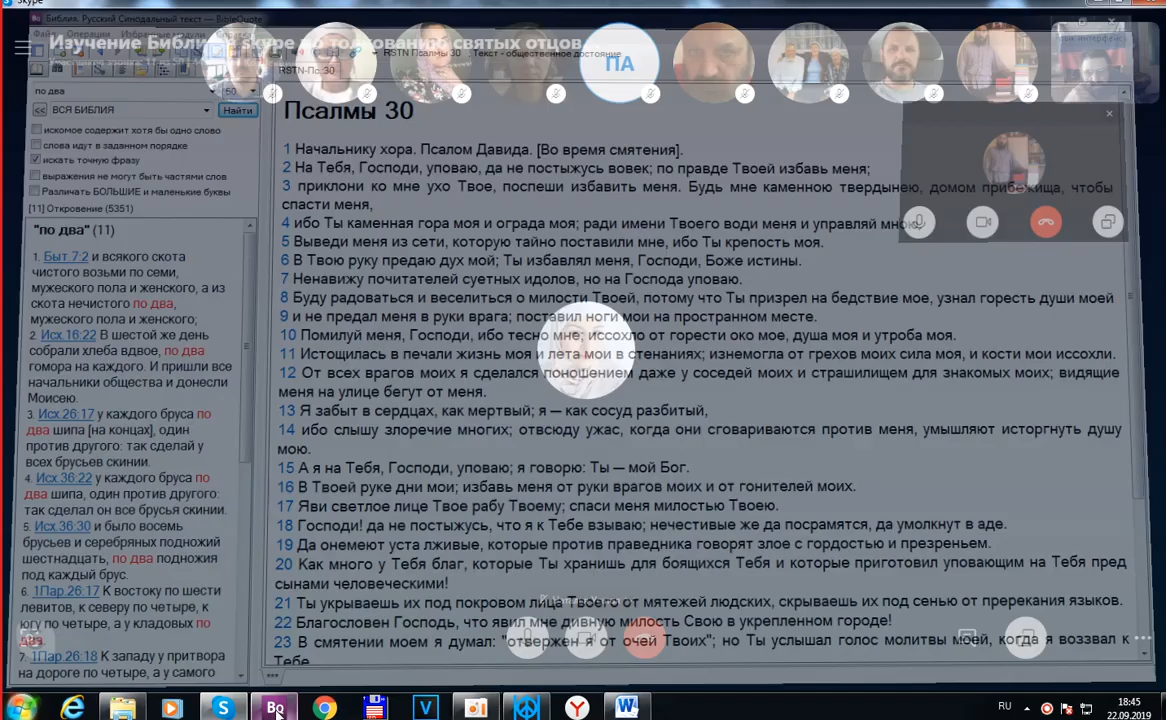 Skype
Библия. Русский Синодальный текст — BibleQuote
Изучение Библии в skype по толкованию святых отцов
RSTN Псалмы 30 Текст - общественное достояние
RSTN-Пс. 30
ПА
по два
50
<< ВСЯ БИБЛИЯ Найти
искомое содержит хотя бы одно слово
слова идут в заданном порядке
искать точную фразу
выражения не могут быть частями слов
Различать БОЛЬШИЕ и маленькие буквы
[11] Откровение (5351)
"по два" (11)
1. Быт.7:2 и всякого скота
чистого возьми по семи,
мужеского пола и женского, а из
скота нечистого по два,
мужеского пола и женского;
2. Исх.16:22 В шестой же день
собрали хлеба вдвое, по два
гомора на каждого. И пришли все
начальники общества и донесли
Моисею.
3. Исх.26:17 у каждого бруса по
два шипа [на концах], один
против другого: так сделай у
всех брусьев скинии.
4. Исх.36:22 у каждого бруса по
два шипа, один против другого:
так сделал он все брусья скинии.
5. Исх.36:30 и было восемь
брусьев и серебряных подножий
шестнадцать, по два подножия
под каждый брус.
6. 1Пар.26:17 К востоку по шести
левитов, к северу по четыре, к
югу по четыре, а у кладовых по
два.
7. 1Пар.26:18 К западу у притвора
на дороге по четыре, а у самого
Псалмы 30
1 Начальнику хора. Псалом Давида. [Во время смятения].
2 На Тебя, Господи, уповаю, да не постыжусь вовек; по правде Твоей избавь меня;
3 приклони ко мне ухо Твое, поспеши избавить меня. Будь мне каменною твердынею, домом прибежища, чтобы
спасти меня,
4 ибо Ты каменная гора моя и ограда моя; ради имени Твоего води меня и управляй мною.
5 Выведи меня из сети, которую тайно поставили мне, ибо Ты крепость моя.
6 В Твою руку предаю дух мой; Ты избавлял меня, Господи, Боже истины.
7 Ненавижу почитателей суетных идолов, но на Господа уповаю.
8 Буду радоваться и веселиться о милости Твоей, потому что Ты призрел на бедствие мое, узнал горесть души моей
9 и не предал меня в руки врага; поставил ноги мои на пространном месте.
10 Помилуй меня, Господи, ибо тесно мне; иссохло от горести око мое, душа моя и утроба моя.
11 Истощилась в печали жизнь моя и лета мои в стенаниях; изнемогла от грехов моих сила моя, и кости мои иссохли.
12 От всех врагов моих я сделался поношением даже у соседей моих и страшилищем для знакомых моих; видящие
меня на улице бегут от меня.
13 Я забыт в сердцах, как мертвый; я — как сосуд разбитый,
14 ибо слышу злоречие многих; отвсюду ужас, когда они сговариваются против меня, умышляют исторгнуть душу
мою.
15 А я на Тебя, Господи, уповаю; я говорю: Ты — мой Бог.
16 В Твоей руке дни мои; избавь меня от руки врагов моих и от гонителей моих.
17 Яви светлое лице Твое рабу Твоему; спаси меня милостью Твоею.
18 Господи! да не постыжусь, что я к Тебе взываю; нечестивые же да посрамятся, да умолкнут в аде.
19 Да онемеют уста лживые, которые против праведника говорят злое с гордостью и презреньем.
20 Как много у Тебя благ, которые Ты хранишь для боящихся Тебя и которые приготовил уповающим на Тебя пред
сынами человеческими!
21 Ты укрываешь их под покровом лица Твоего от мятежей людских, скрываешь их под сенью от пререкания языков.
22 Благословен Господь, что явил мне дивную милость Свою в укрепленном городе!
23 В смятении моем я думал: "отвержен я от очей Твоих"; но Ты услышал голос молитвы моей, когда я воззвал к
Тебе.
RU
18:45
22.09.2019